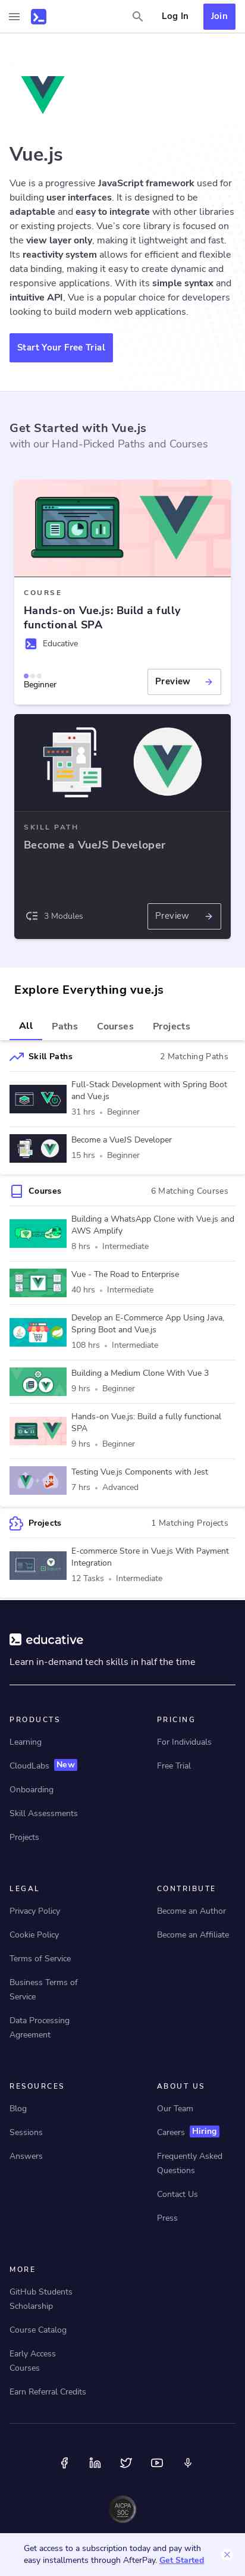 Log In
Join
Vue.js
Vue is a progressive JavaScript framework used for
building user interfaces. It is designed to be
adaptable and easy to integrate with other libraries
or existing projects. Vue's core library is focused on
the view layer only, making it lightweight and fast.
Its reactivity system allows for efficient and flexible
data binding, making it easy to create dynamic and
responsive applications. With its simple syntax and
intuitive API, Vue is a popular choice for developers
looking to build modern web applications.
Start Your Free Trial
Get Started with Vue.js
with our Hand-Picked Paths and Courses
COURSE
Hands-on Vue.js: Build a fully
functional SPA
Educative
Beginner
Preview
SKILL PATH
Become a VueJS Developer
3 Modules
Preview
Explore Everything vue.js
All Paths Courses Projects
Skill Paths
2 Matching Paths
Full-Stack Development with Spring Boot
and Vue.js
31 hrs • Beginner
Become a VueJS Developer
15 hrs • Beginner
Courses
6 Matching Courses
Building a WhatsApp Clone with Vue.js and
AWS Amplify
8 hrs • Intermediate
Vue - The Road to Enterprise
40 hrs • Intermediate
Develop an E-Commerce App Using Java,
Spring Boot and Vue.js
108 hrs • Intermediate
Building a Medium Clone With Vue 3
9 hrs • Beginner
Hands-on Vue.js: Build a fully functional
SPA
9 hrs • Beginner
Testing Vue.js Components with Jest
7 hrs • Advanced
Projects
1 Matching Projects
E-commerce Store in Vue.js With Payment
Integration
12 Tasks • Intermediate
educative
Learn in-demand tech skills in half the time
PRODUCTS
Learning
CloudLabs New
Onboarding
Skill Assessments
Projects
PRICING
For Individuals
Free Trial
LEGAL
Privacy Policy
Cookie Policy
Terms of Service
Business Terms of
Service
Data Processing
Agreement
CONTRIBUTE
Become an Author
Become an Affiliate
RESOURCES
Blog
Sessions
Answers
ABOUT US
Our Team
Careers Hiring
Frequently Asked
Questions
Contact Us
Press
MORE
GitHub Students
Scholarship
Course Catalog
Early Access
Courses
Earn Referral Credits
AICPA
SOC
Get access to a subscription today and pay with
easy installments through AfterPay. Get Started